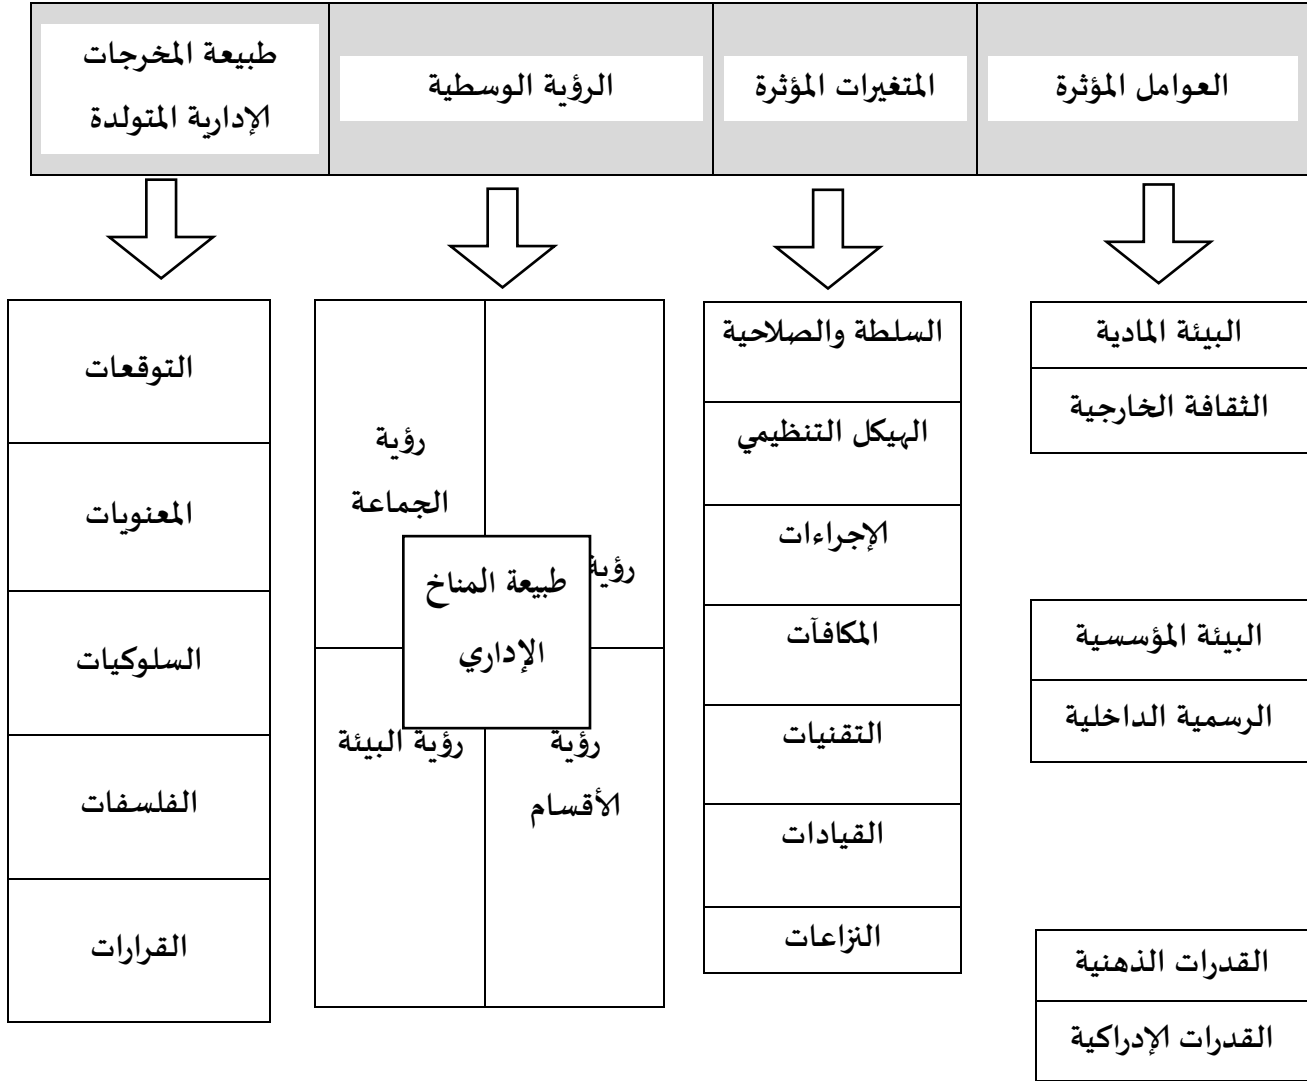 العوامل المؤثرة
المتغيرات المؤثرة
الرؤية الوسطية
طبيعة المخرجات
الإدارية المتولدة
البيئة المادية
الثقافة الخارجية
البيئة المؤسسية
الرسمية الداخلية
القدرات الذهنية
القدرات الإدراكية
السلطة والصلاحية
الهيكل التنظيمي
الإجراءات
المكافآت
التقنيات
القيادات
النزاعات
رؤية
رؤية
الجماعة
طبيعة المناخ
الإداري
رؤية
الأقسام
رؤية البيئة
التوقعات
المعنويات
السلوكيات
الفلسفات
القرارات